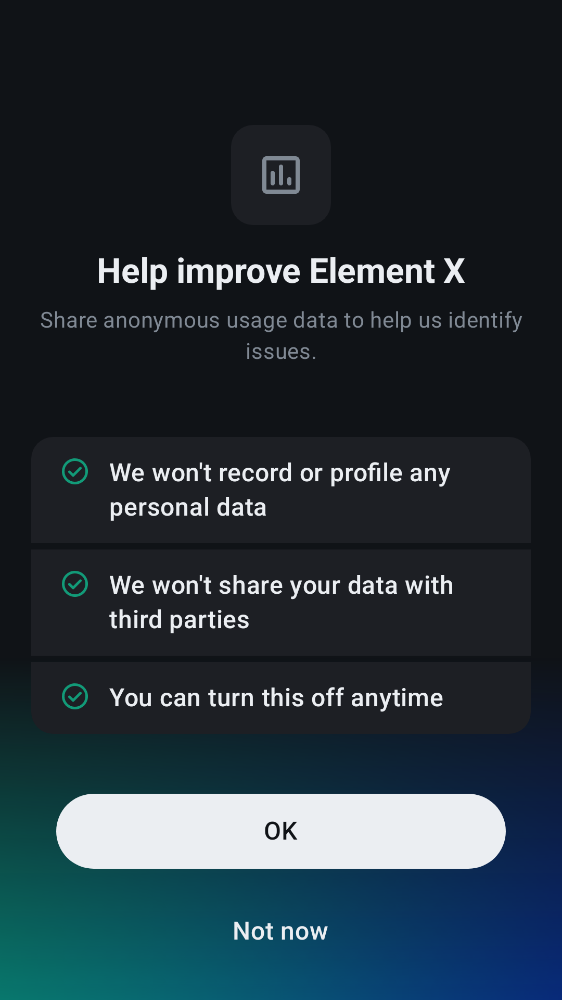 Help improve Element X
Share anonymous usage data to help us identify
issues.
We won't record or profile any
personal data
We won't share your data with
third parties
You can turn this off anytime
OK
Not now